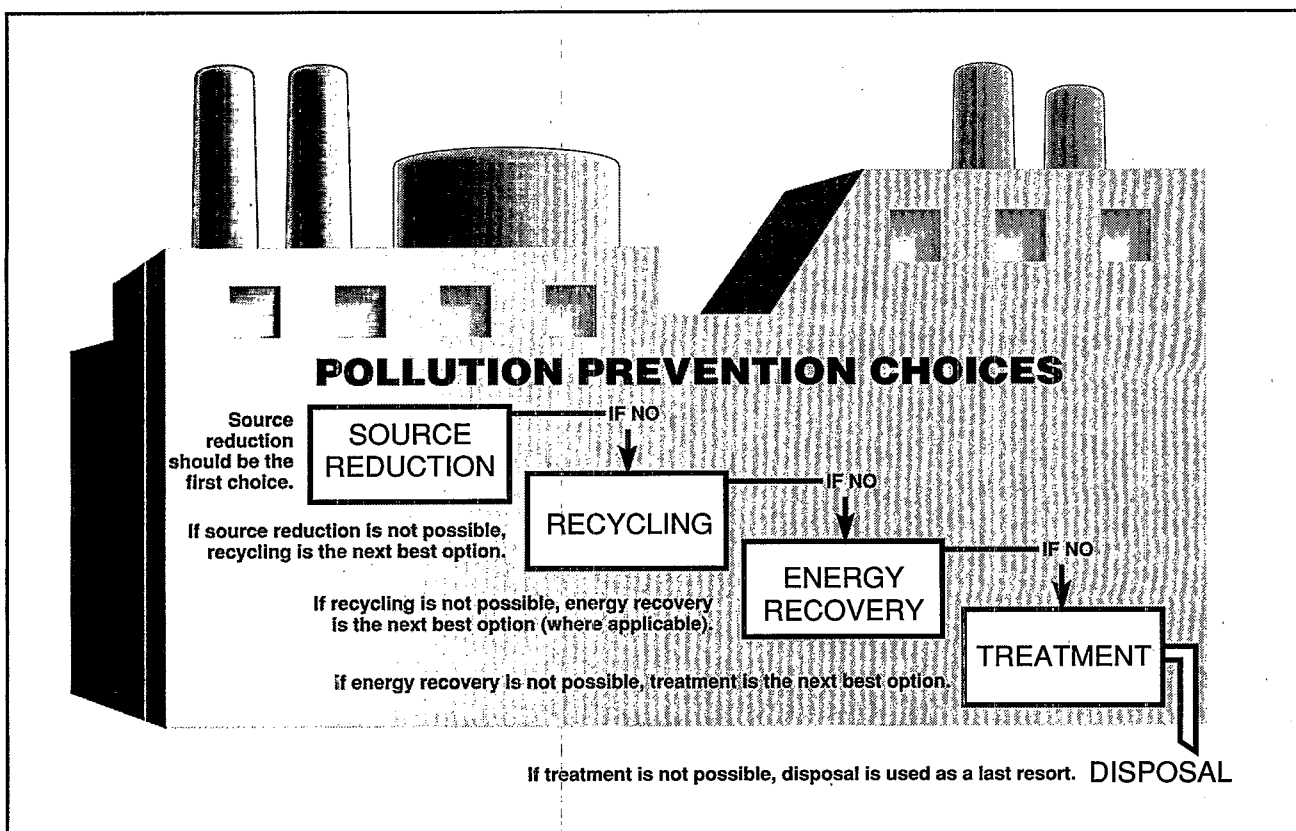 POLLUTION PREVENTION CHOICES
Source
reduction
should be the
first choice.
SOURCE
REDUCTION
IF NO
If source reduction is not possible,
recycling is the next best option.
RECYCLING
IF NO
If recycling is not possible, energy recovery
is the next best option (where applicable).
ENERGY
RECOVERY
IF NO
If energy recovery is not possible, treatment is the next best option.
TREATMENT
If treatment is not possible, disposal is used as a last resort.
DISPOSAL